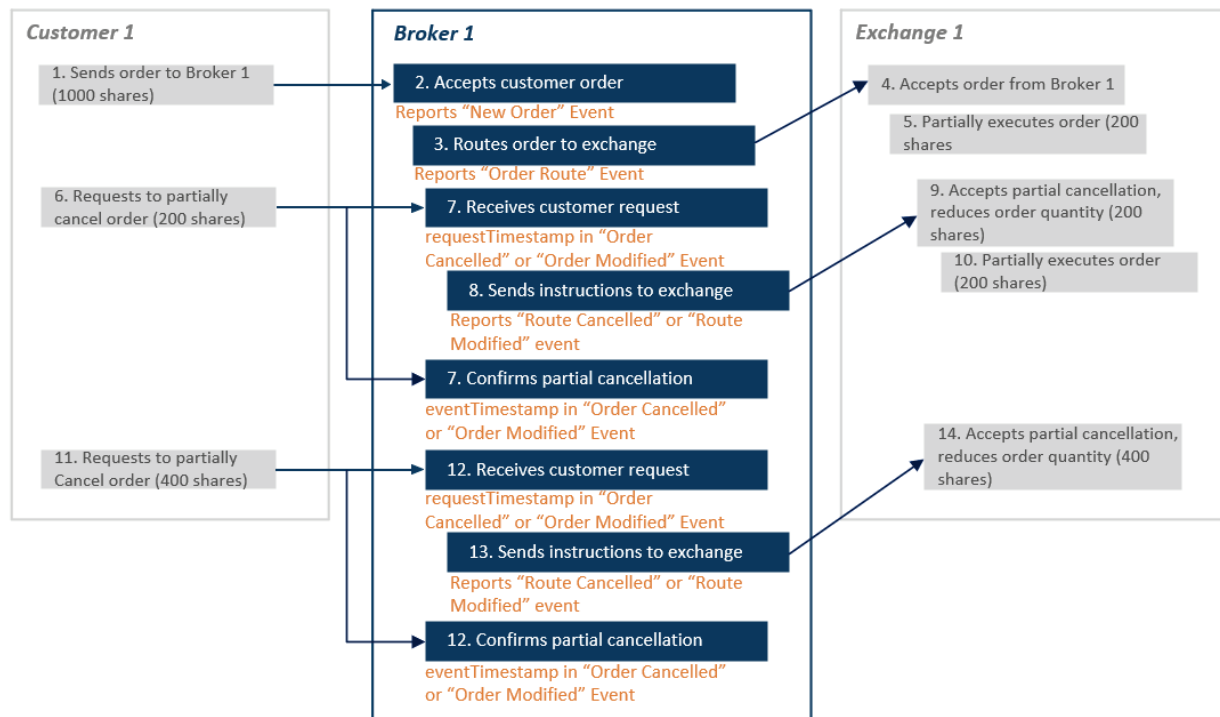 Customer 1
1. Sends order to Broker 1
(1000 shares)
6. Requests to partially
cancel order (200 shares)
11. Requests to partially
Cancel order (400 shares)
Broker 1
2. Accepts customer order
Reports “New Order” Event
3. Routes order to exchange
Reports “Order Route” Event
7. Receives customer request
requestTimestamp in “Order
Cancelled” or “Order Modified” Event
8. Sends instructions to exchange
Reports “Route Cancelled” or “Route
Modified” event
7. Confirms partial cancellation
eventTimestamp in “Order Cancelled”
or “Order Modified” Event
12. Receives customer request
requestTimestamp in “Order
Cancelled” or “Order Modified” Event
13. Sends instructions to exchange
Reports “Route Cancelled” or “Route
Modified” event
12. Confirms partial cancellation
eventTimestamp in “Order Cancelled”
or “Order Modified” Event
Exchange 1
4. Accepts order from Broker 1
5. Partially executes order (200
shares
9. Accepts partial cancellation,
reduces order quantity (200
shares)
10. Partially executes order
(200 shares)
14. Accepts partial cancellation,
reduces order quantity (400
shares)